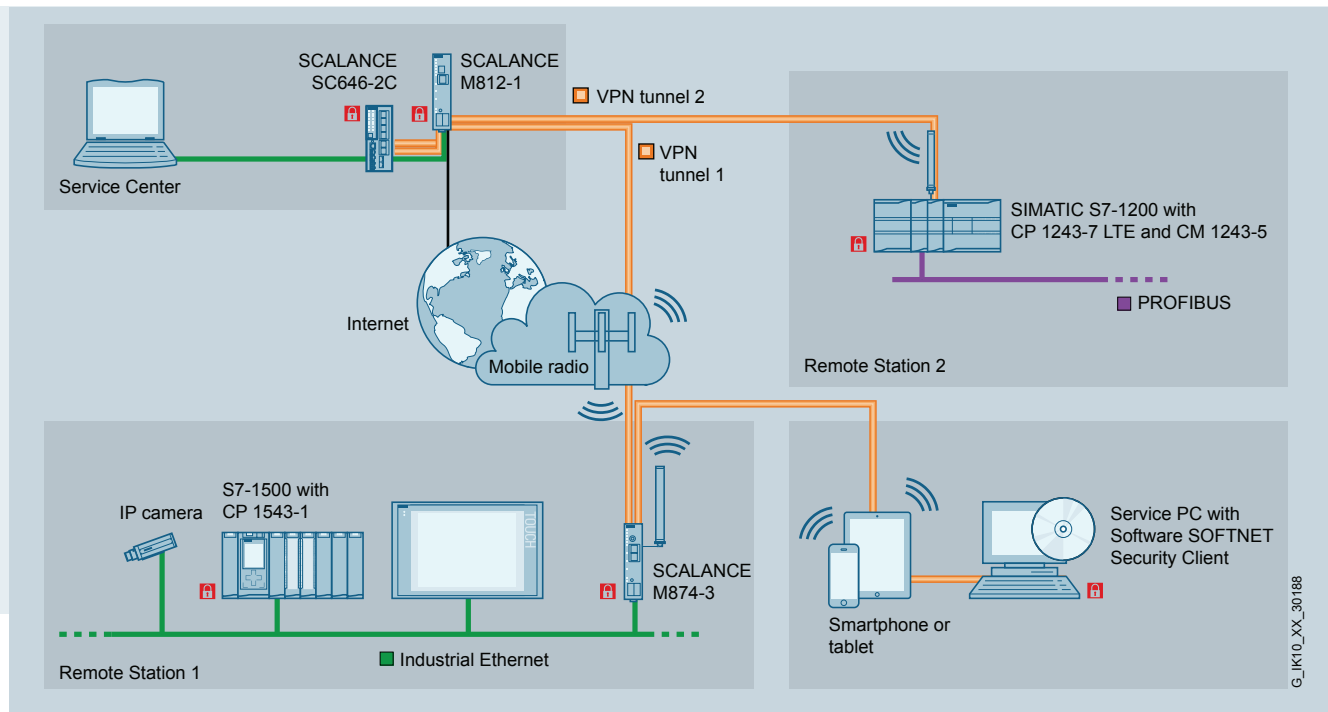 SCALANCE
SC646-2C
SCALANCE
M812-1
VPN tunnel 2
VPN
tunnel 1
Service Center
SIMATIC S7-1200 with
CP 1243-7 LTE and CM 1243-5
PROFIBUS
Internet
Mobile radio
Remote Station 2
IP camera
S7-1500 with
CP 1543-1
TOUCH
SCALANCE
M874-3
Service PC with
Software SOFTNET
Security Client
Smartphone or
tablet
Industrial Ethernet
Remote Station 1
G_IK10_XX_30188